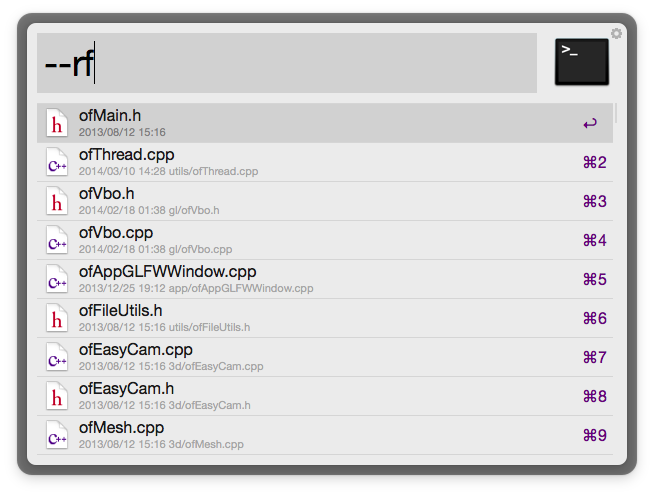 --rf
>_
ofMain.h
2013/08/12 15:16
↩
h
ofThread.cpp
2014/03/10 14:28 utils/ofThread.cpp
⌘2
C++
ofVbo.h
2014/02/18 01:38 gl/ofVbo.h
⌘3
h
ofVbo.cpp
2014/02/18 01:38 gl/ofVbo.cpp
⌘4
C++
ofAppGLFWWindow.cpp
2013/12/25 19:12 app/ofAppGLFWWindow.cpp
⌘5
C++
ofFileUtils.h
2013/08/12 15:16 utils/ofFileUtils.h
⌘6
h
ofEasyCam.cpp
2013/08/12 15:16 3d/ofEasyCam.cpp
⌘7
C++
ofEasyCam.h
2013/08/12 15:16 3d/ofEasyCam.h
⌘8
h
ofMesh.cpp
2013/08/12 15:16 3d/ofMesh.cpp
⌘9
C++